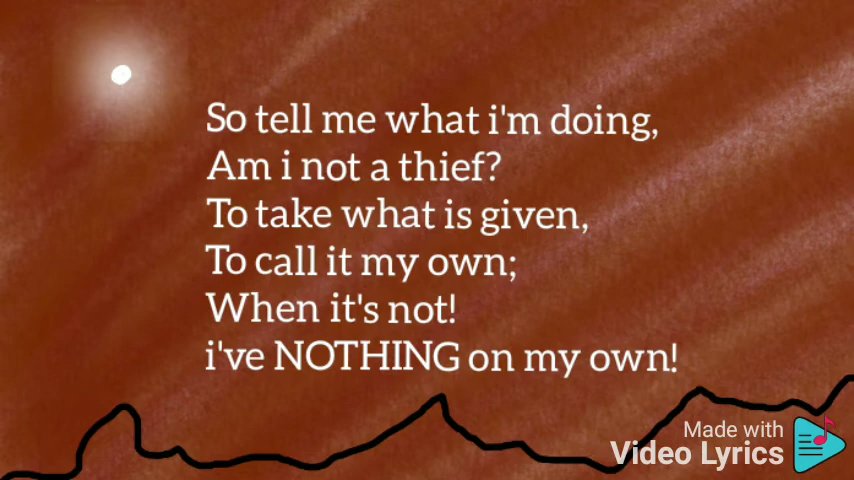 So tell me what i'm doing,
Am i not a thief?
To take what is given,
To call it my own;
When it's not!
i've NOTHING on my own!
Made with
Video Lyrics